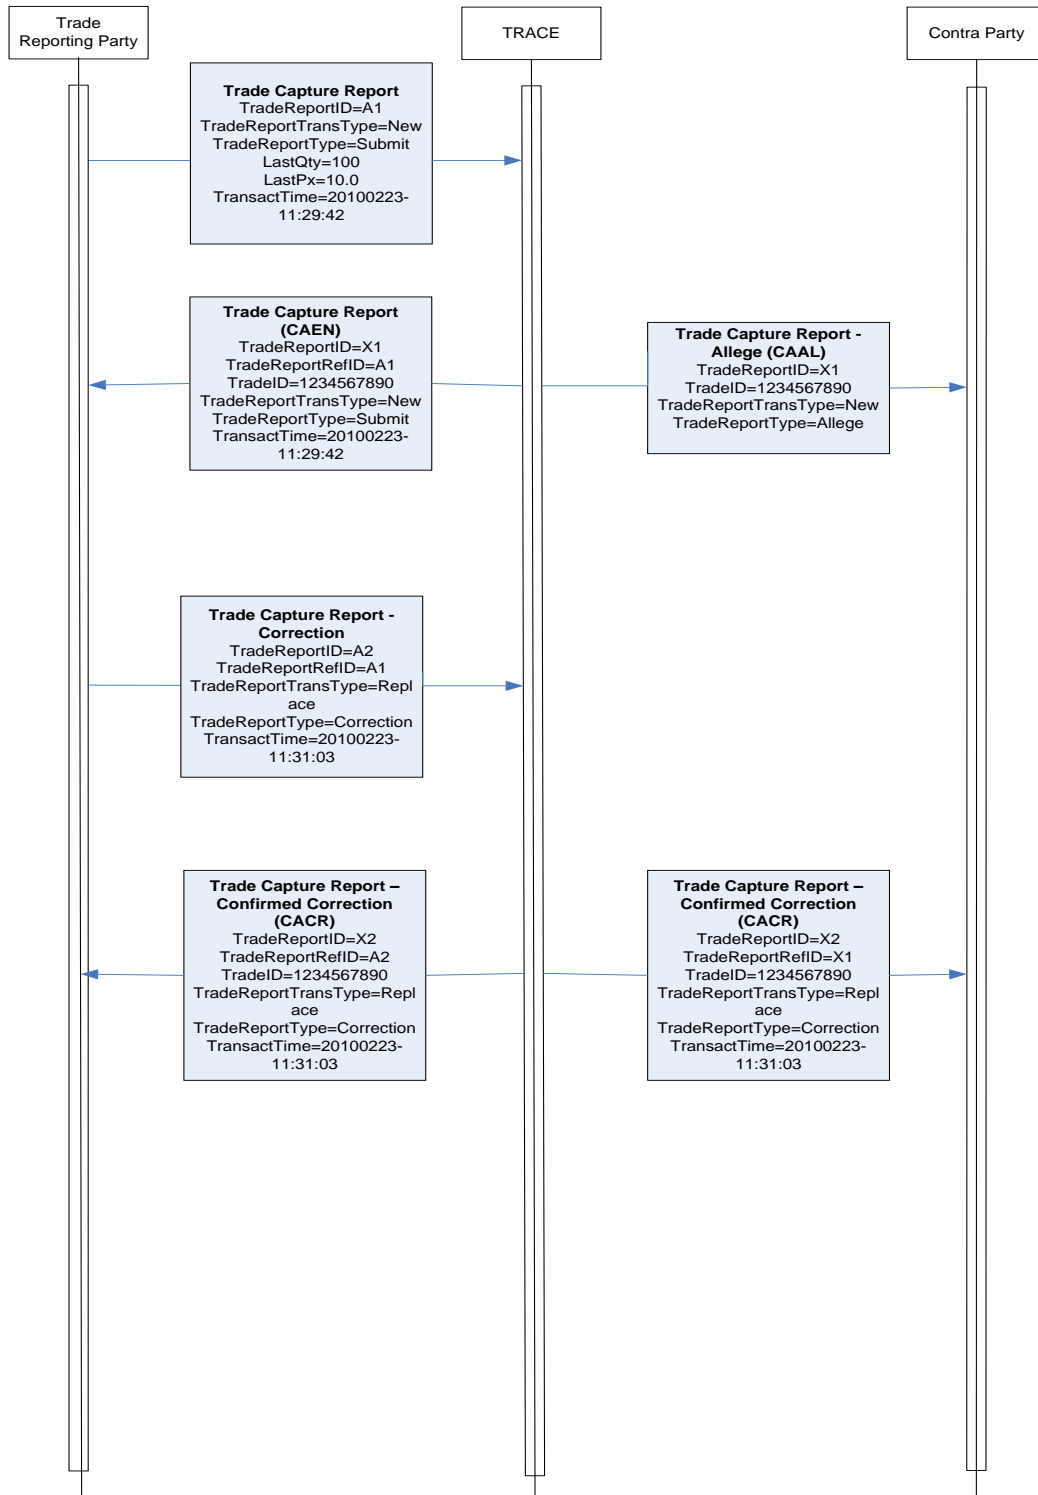 Trade
Reporting Party
TRACE
Contra Party
Trade Capture Report
TradeReportID=A1
TradeReportTransType=New
TradeReportType=Submit
LastQty=100
LastPx=10.0
TransactTime=20100223-
11:29:42
Trade Capture Report
(CAEN)
TradeReportID=X1
TradeReportRefID=A1
TradeID=1234567890
TradeReportTransType=New
TradeReportType=Submit
TransactTime=20100223-
11:29:42
Trade Capture Report -
Allege (CAAL)
TradeReportID=X1
TradeID=1234567890
TradeReportTransType=New
TradeReportType=Allege
Trade Capture Report -
Correction
TradeReportID=A2
TradeReportRefID=A1
TradeReportTransType=Repl
ace
TradeReportType=Correction
TransactTime=20100223-
11:31:03
Trade Capture Report –
Confirmed Correction
(CACR)
TradeReportID=X2
TradeReportRefID=A2
TradeID=1234567890
TradeReportTransType=Repl
ace
TradeReportType=Correction
TransactTime=20100223-
11:31:03
Trade Capture Report –
Confirmed Correction
(CACR)
TradeReportID=X2
TradeReportRefID=X1
TradeID=1234567890
TradeReportTransType=Repl
ace
TradeReportType=Correction
TransactTime=20100223-
11:31:03